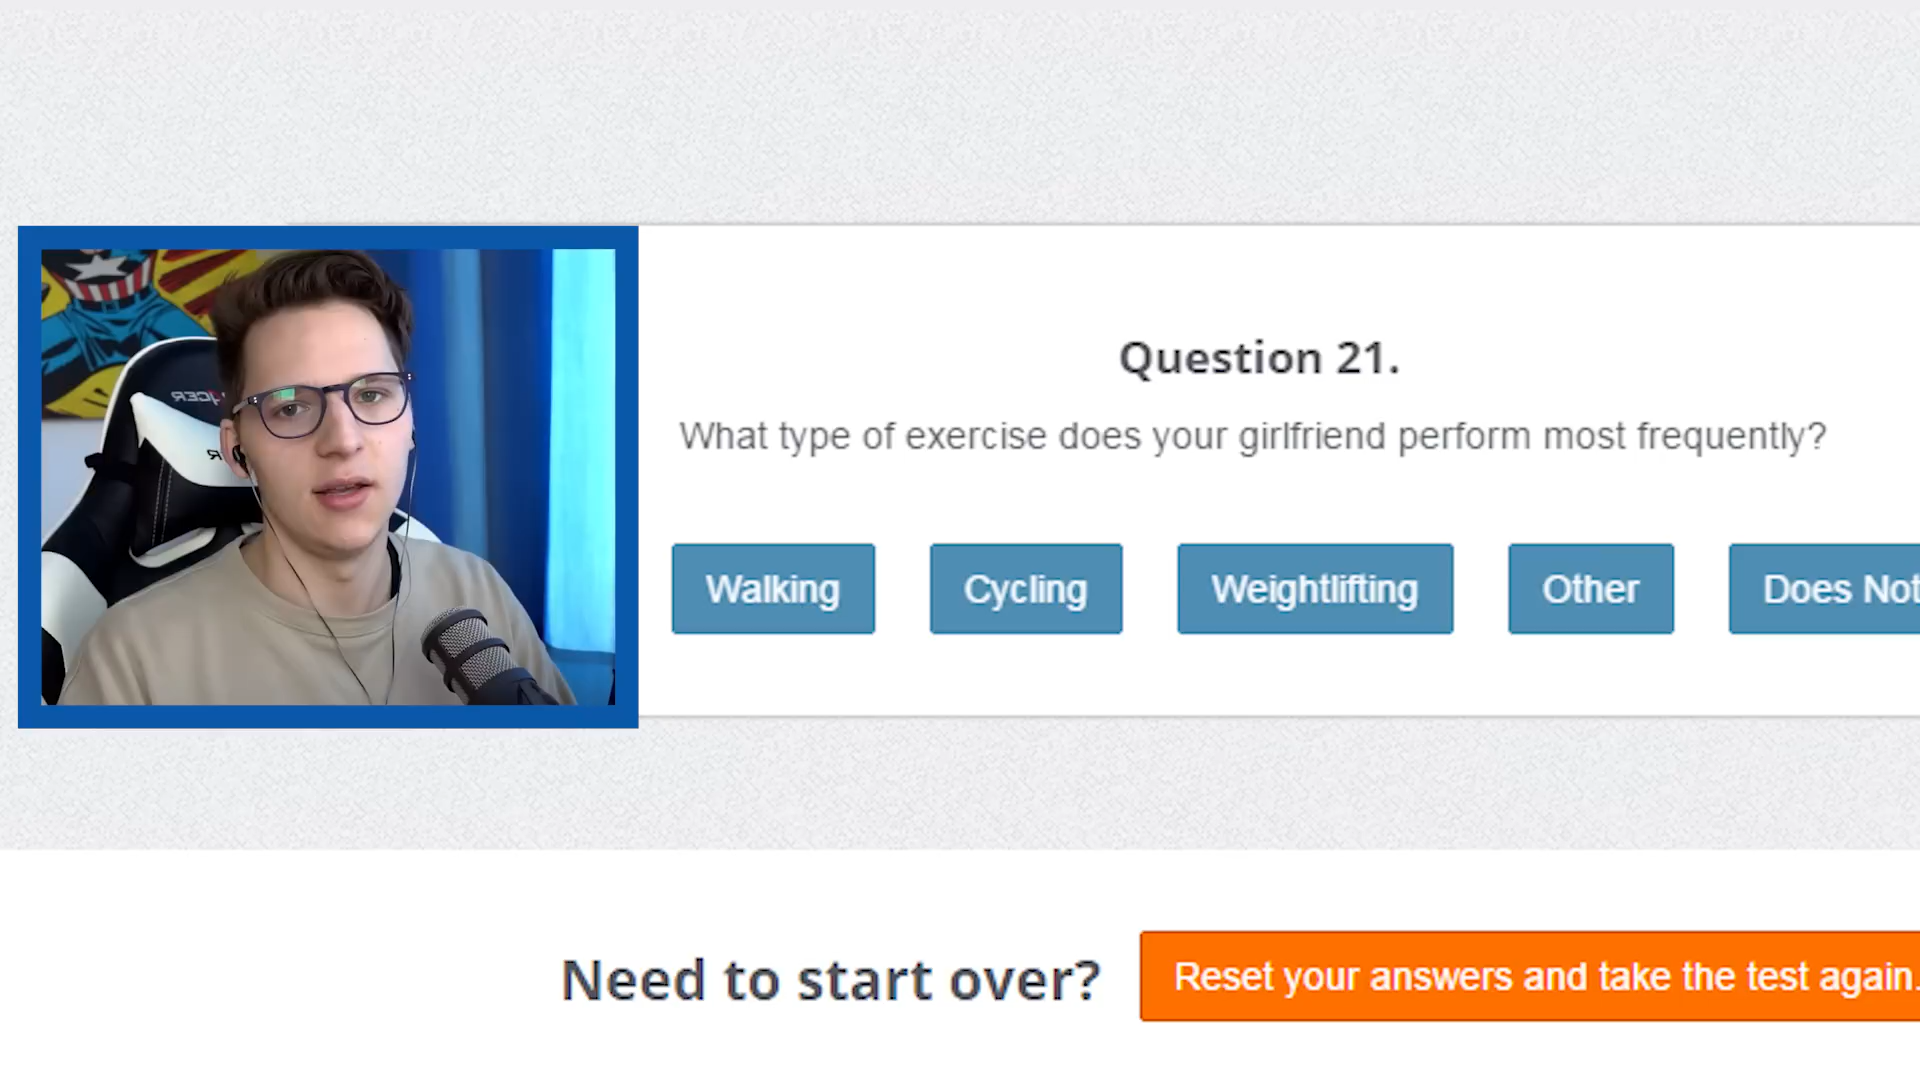 Question 21.
What type of exercise does your girlfriend perform most frequently?
Walking
Cycling
Weightlifting
Other
Does Not
Need to start over?
Reset your answers and take the test again.